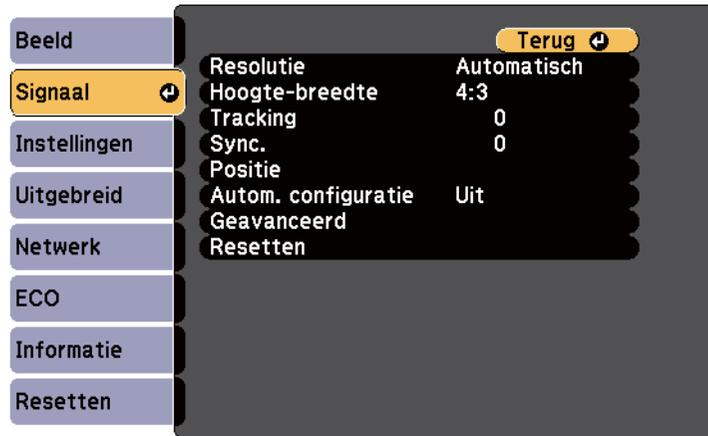 Beeld
Signaal
Instellingen
Uitgebreid
Netwerk
ECO
Informatie
Resetten
Terug
Resolutie Automatisch
Hoogte-breedte 4:3
Tracking 0
Sync. 0
Positie
Autom. configuratie Uit
Geavanceerd
Resetten